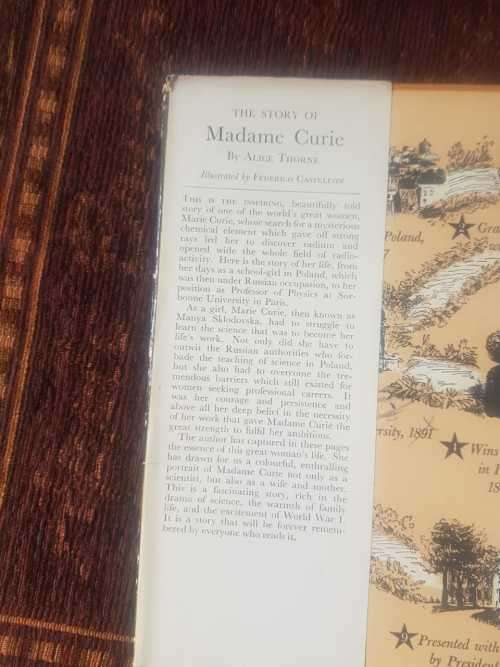 THE STORY OF
Madame Curie
By ALICE THORNE
Illustrated by FEDERICO CASTELLON
THIS IS THE INSPIRING, beautifully told
story of one of the world's great women,
Marie Curie, whose search for a mysterious
chemical element which gave off strong
rays led her to discover radium and
opened wide the whole field of radio-
activity. Here is the story of her life, from
her days as a school-girl in Poland, which
was then under Russian occupation, to her
position as Professor of Physics at Sor-
bonne University in Paris.
As a girl, Marie Curie, then known as
Manya Sklodovska, had to struggle to
learn the science that was to become her
life's work. Not only did she have to
outwit the Russian authorities who for-
bade the teaching of science in Poland,
but she also had to overcome the tre-
mendous barriers which still existed for
women seeking professional careers. It
was her courage and persistence and
above all her deep belief in the necessity
of her work that gave Madame Curie the
great strength to fulfil her ambitions.
The author has captured in these pages
the essence of this great woman's life. She
has drawn for us a colourful, enthralling
portrait of Madame Curie not only as a
scientist, but also as a wife and mother.
This is a fascinating story, rich in the
drama of science, the warmth of family
life, and the excitement of World War I.
It is a story that will be forever remem-
bered by everyone who reads it.
Poland,
7
2 Gra
rsity, 1891
Wins
in P
18
9 Presented with
by Preside